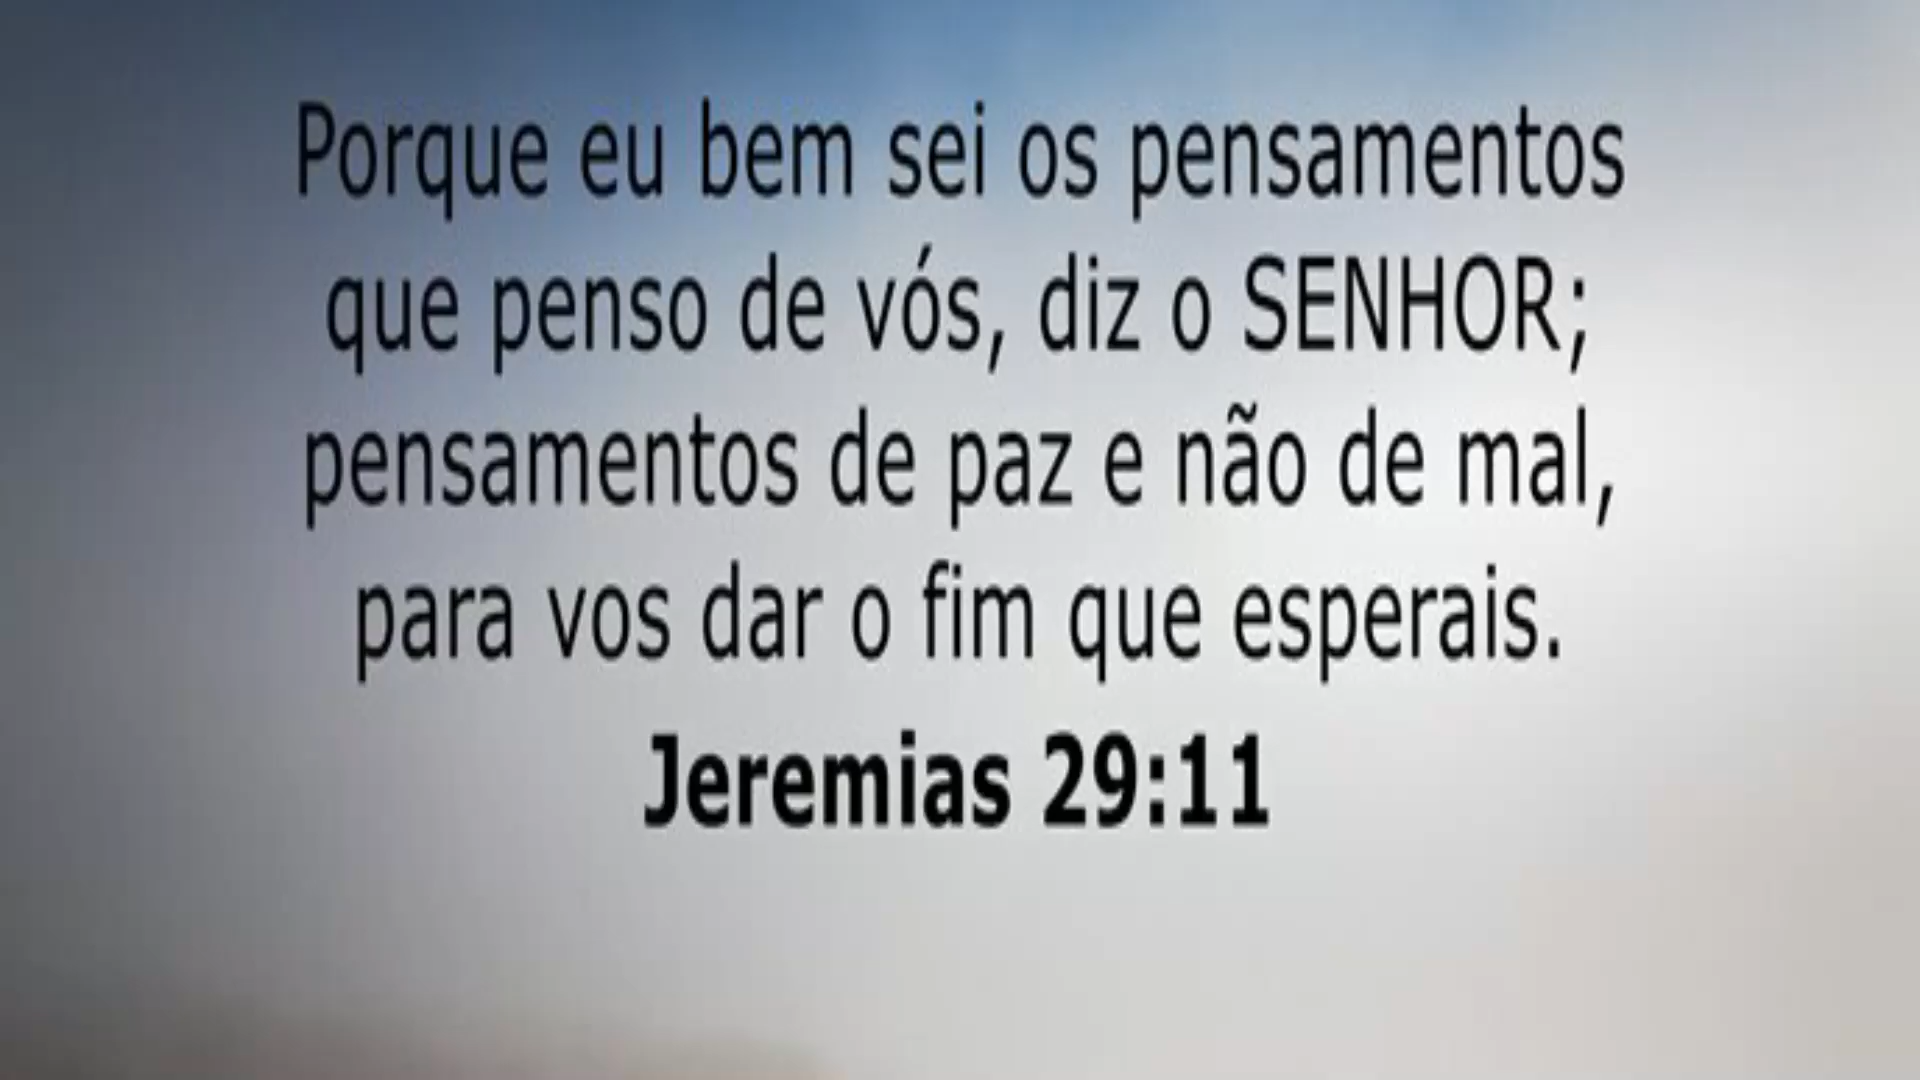 Porque eu bem sei os pensamentos
que penso de vós, diz o SENHOR;
pensamentos de paz e não de mal,
para vos dar o fim que esperais.
Jeremias 29:11